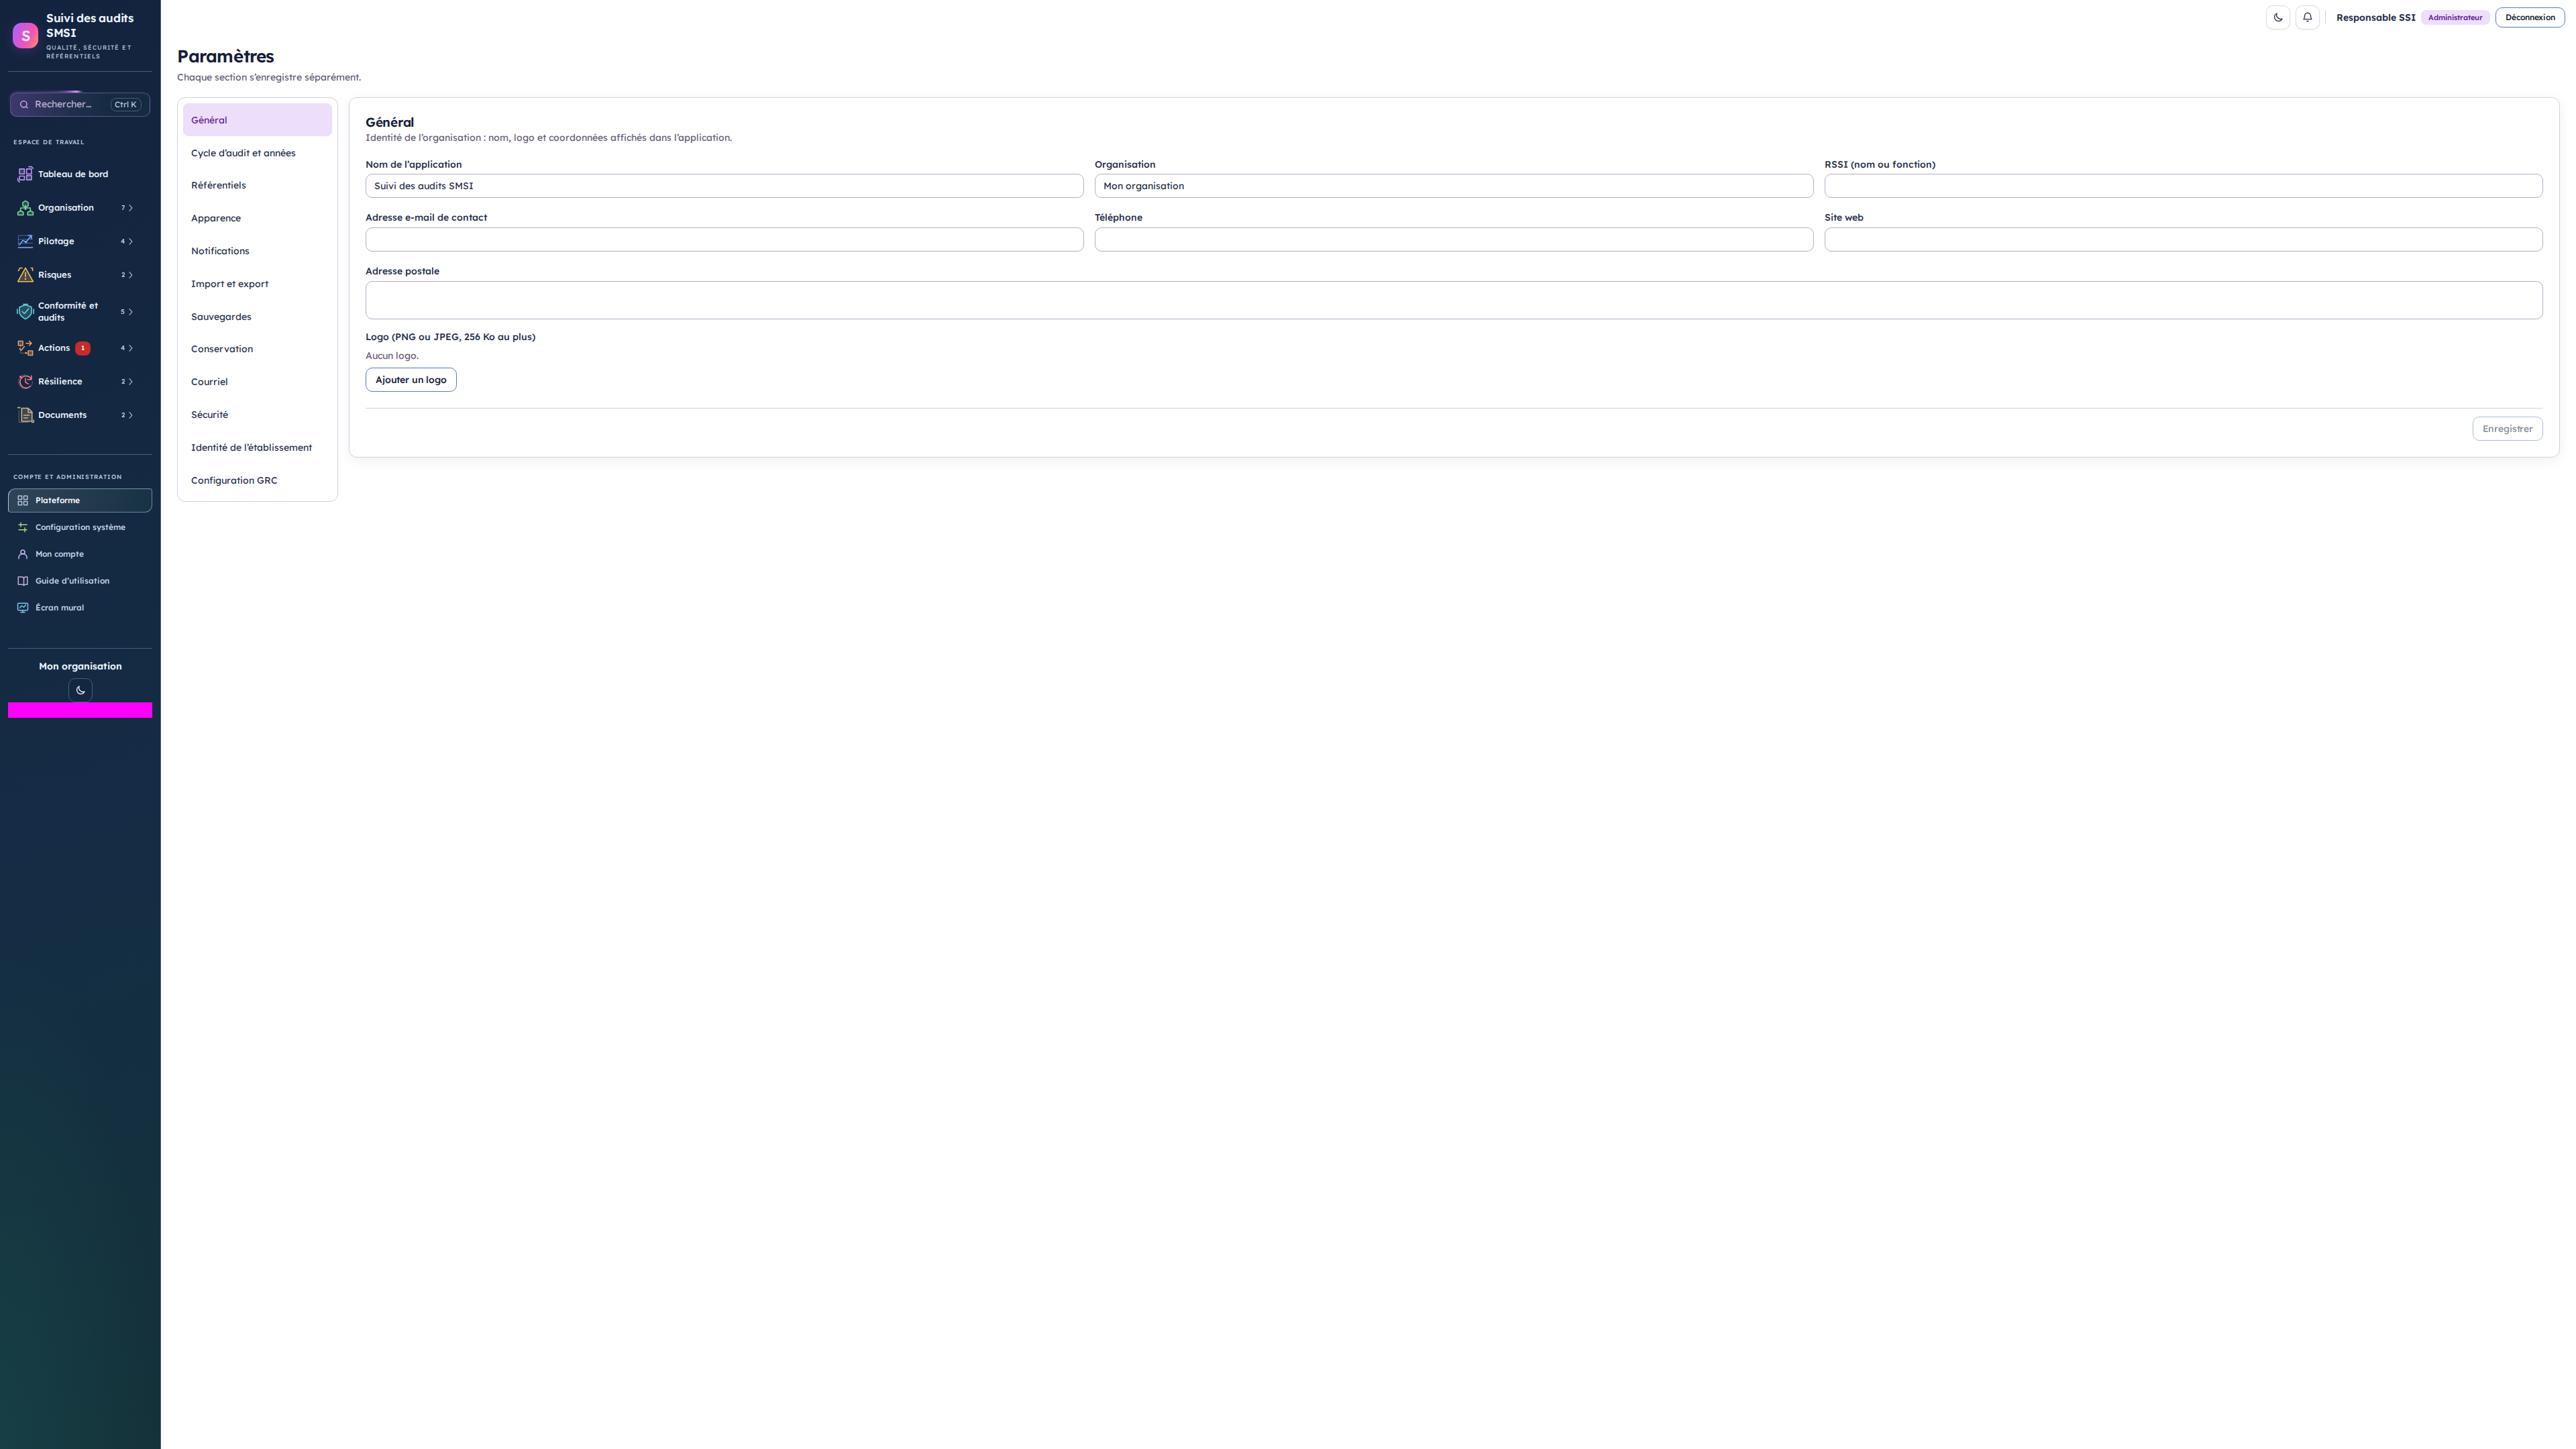 S
Suivi des audits
SMSI
QUALITÉ, SÉCURITÉ ET
RÉFÉRENTIELS
Rechercher…
Ctrl K
ESPACE DE TRAVAIL
Tableau de bord
Organisation 7
Pilotage 4
Risques 2
Conformité et
audits 5
Actions 1 4
Résilience 2
Documents 2
COMPTE ET ADMINISTRATION
Plateforme
Configuration système
Mon compte
Guide d’utilisation
Écran mural
Mon organisation
Responsable SSI Administrateur Déconnexion
Paramètres
Chaque section s’enregistre séparément.
Général
Cycle d’audit et années
Référentiels
Apparence
Notifications
Import et export
Sauvegardes
Conservation
Courriel
Sécurité
Identité de l’établissement
Configuration GRC
Général
Identité de l’organisation : nom, logo et coordonnées affichés dans l’application.
Nom de l’application
Suivi des audits SMSI
Organisation
Mon organisation
RSSI (nom ou fonction)
Adresse e-mail de contact
Téléphone
Site web
Adresse postale
Logo (PNG ou JPEG, 256 Ko au plus)
Aucun logo.
Ajouter un logo
Enregistrer